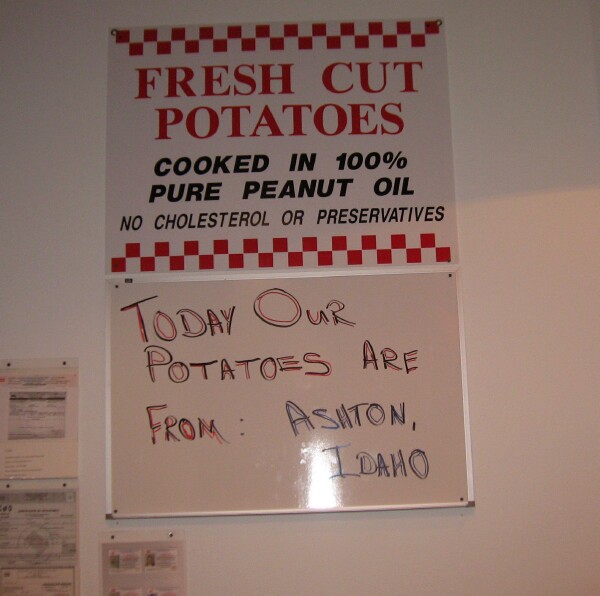 FRESH CUT
POTATOES
COOKED IN 100%
PURE PEANUT OIL
NO CHOLESTEROL OR PRESERVATIVES
TODAY OUR
POTATOES ARE
FROM: ASHTON,
IDAHO